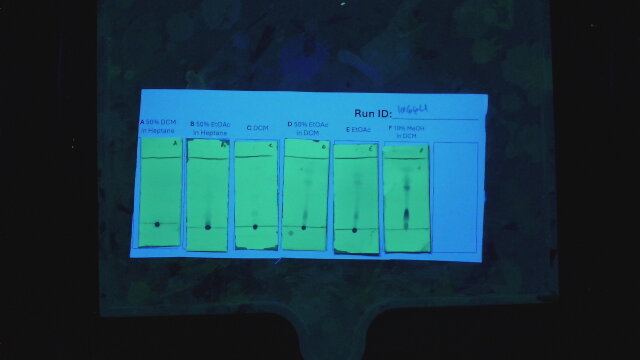 Run ID:
A 50% DCM
in Heptane
B 50% EtOAc
in Heptane
C DCM
D 50% EtOAc
in DCM
E EtOAc
F 10% MeOH
in DCM
A
C
D
E
F